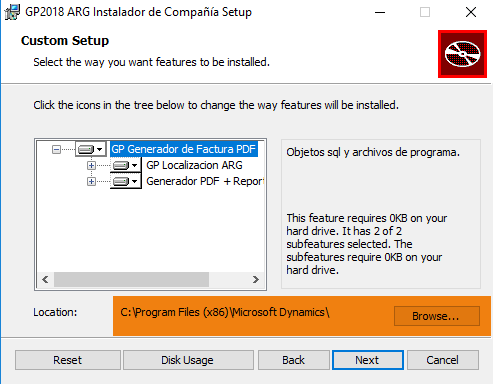 GP2018 ARG Instalador de Compañía Setup
Custom Setup
Select the way you want features to be installed.
Click the icons in the tree below to change the way features will be installed.
GP Generador de Factura PDF
GP Localizacion ARG
Generador PDF + Repor
Objetos sql y archivos de programa.
This feature requires 0KB on your
hard drive. It has 2 of 2
subfeatures selected. The
subfeatures require 0KB on your
hard drive.
Location:
C:\Program Files (x86)\Microsoft Dynamics\
Browse...
Reset
Disk Usage
Back
Next
Cancel